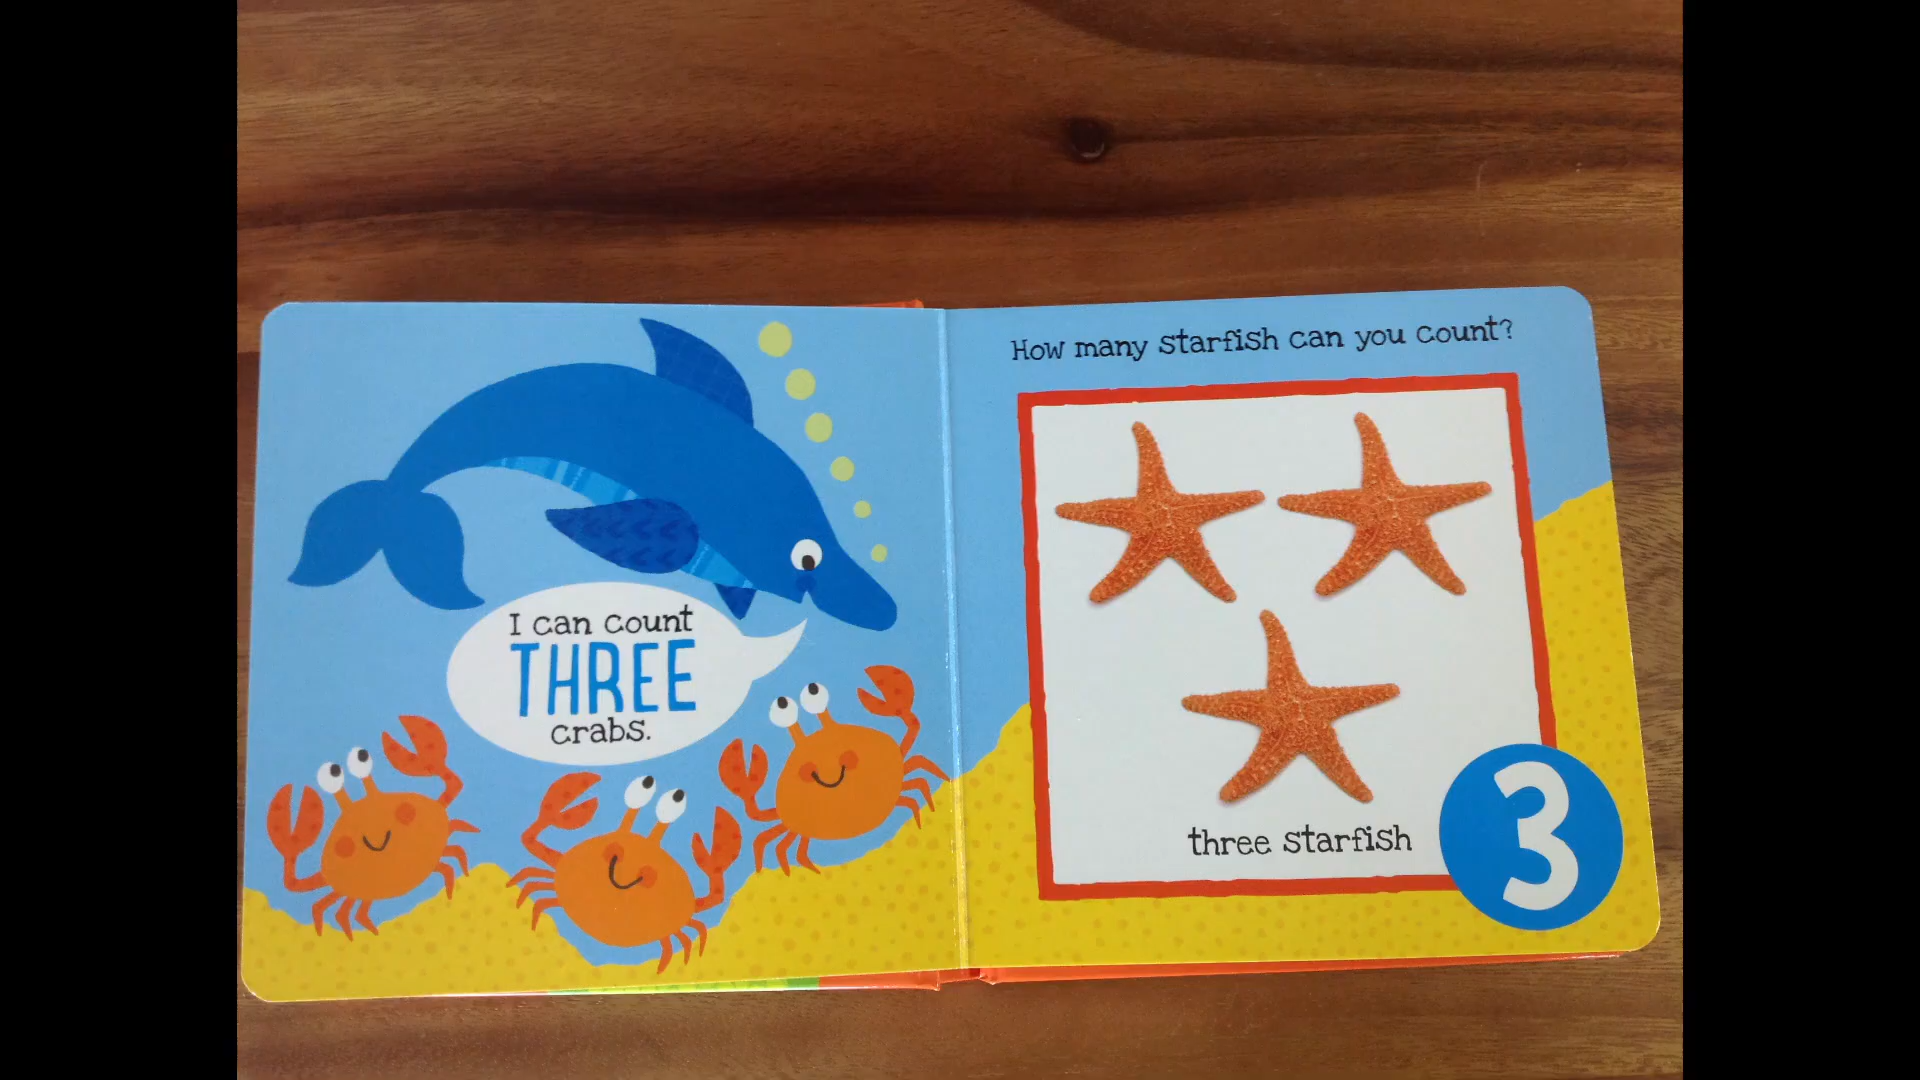 I can count
THREE
crabs.
How many starfish can you count?
three starfish
3